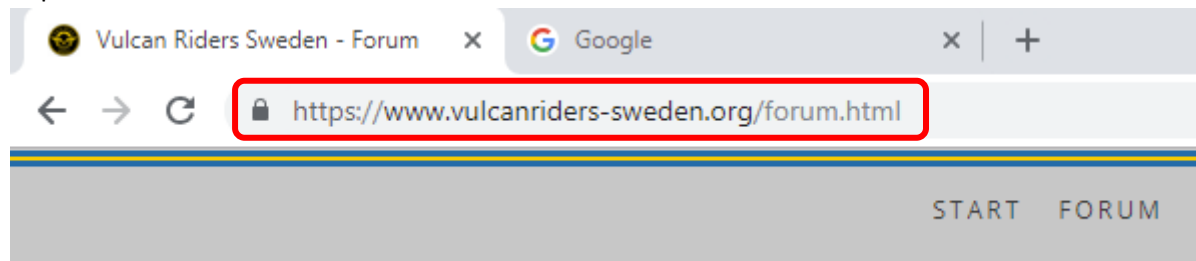 Vulcan Riders Sweden - Forum
Google
https://www.vulcanriders-sweden.org/forum.html
START FORUM